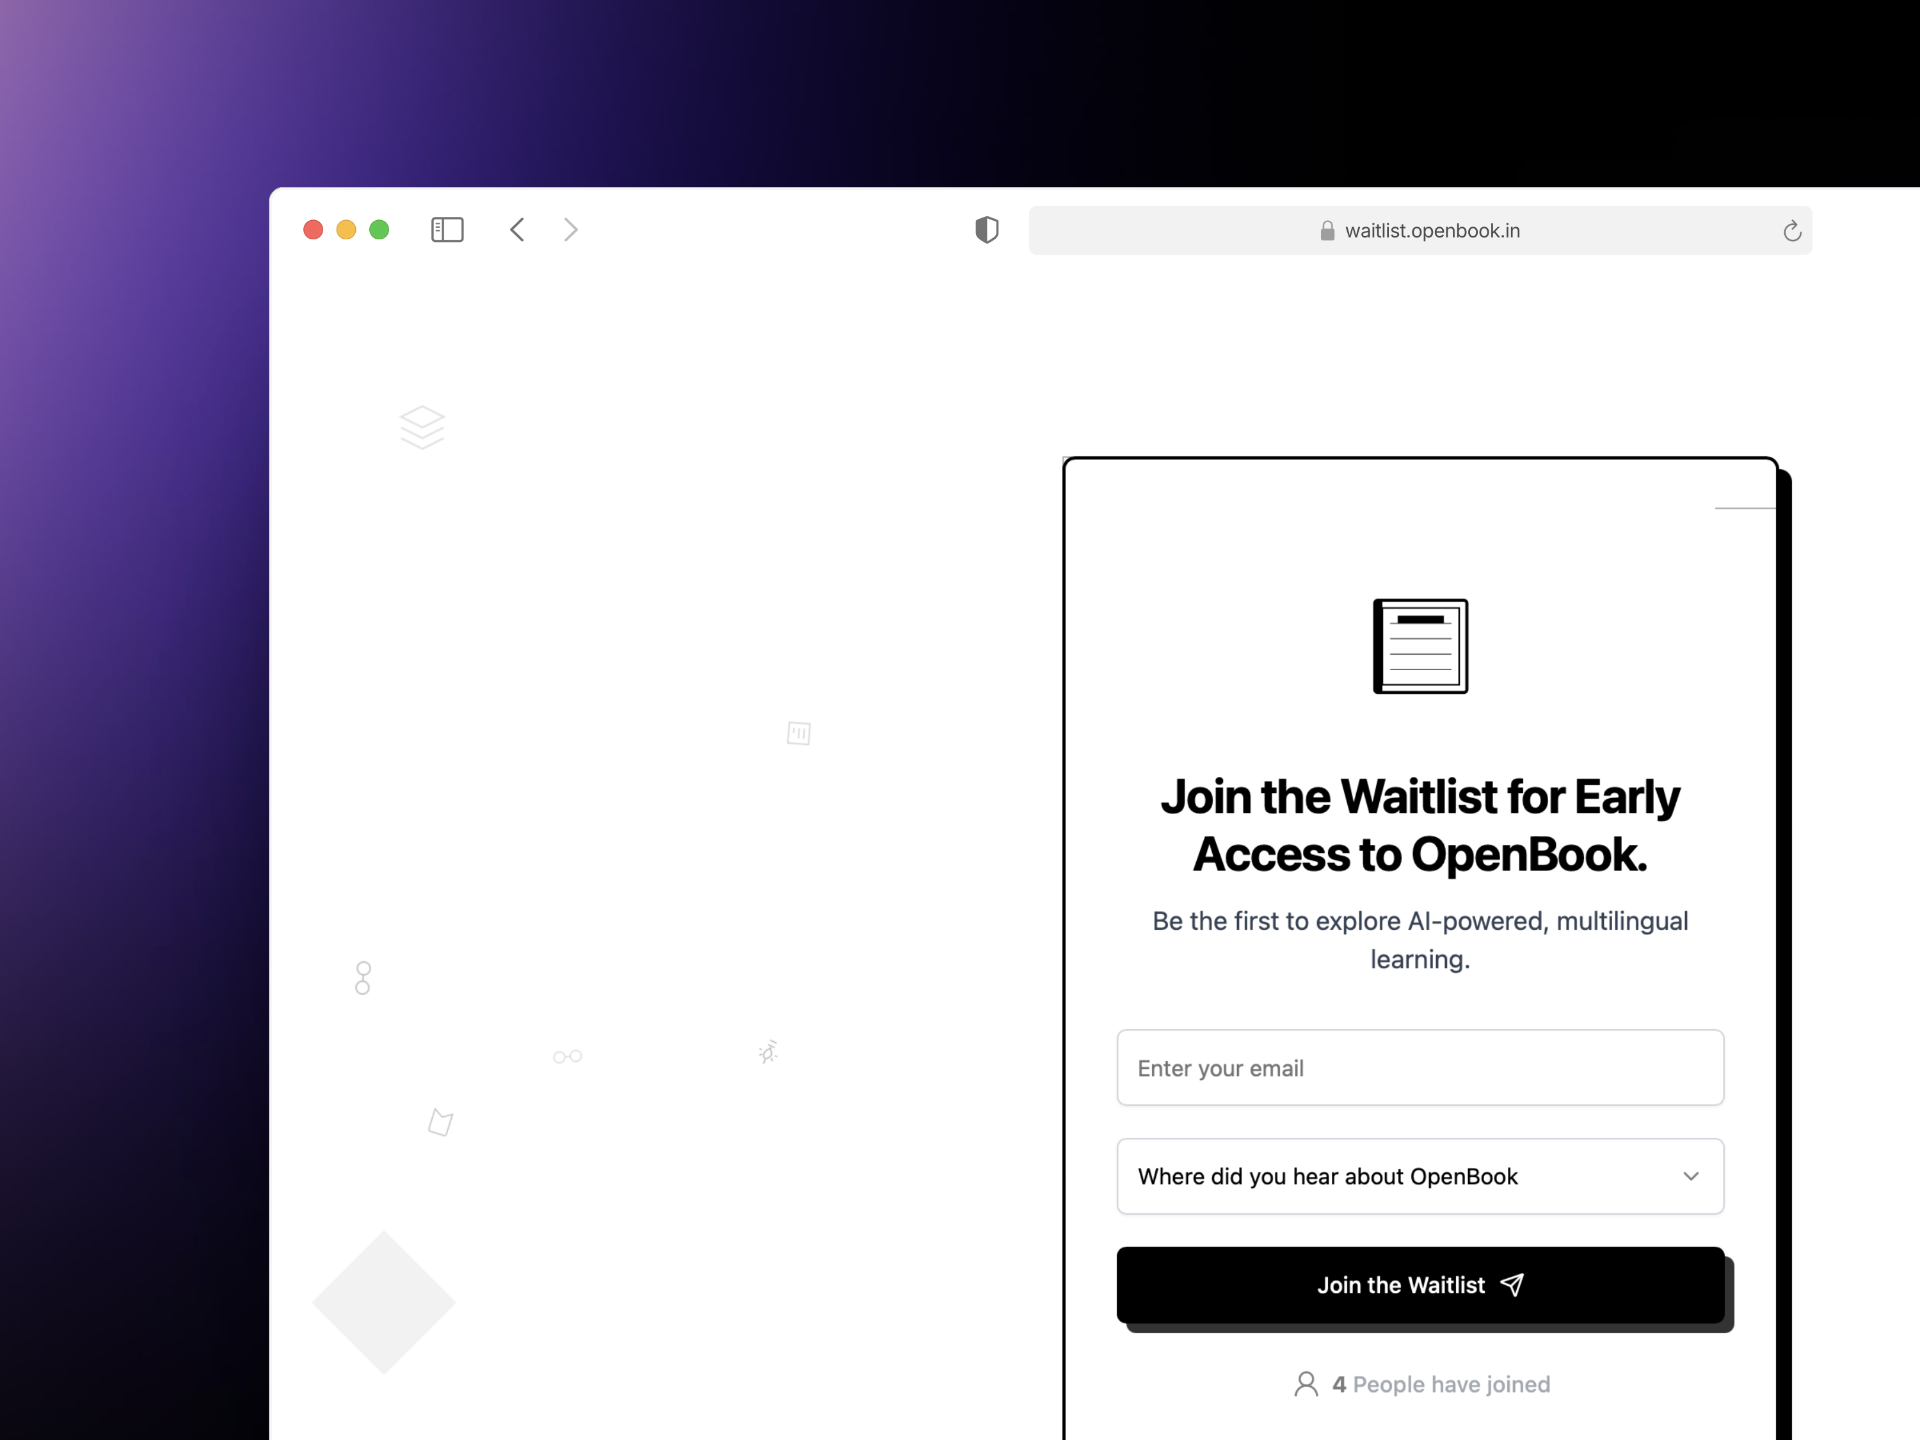 waitlist.openbook.in
Join the Waitlist for Early
Access to OpenBook.
Be the first to explore AI-powered, multilingual
learning.
Enter your email
Where did you hear about OpenBook
Join the Waitlist
4 People have joined